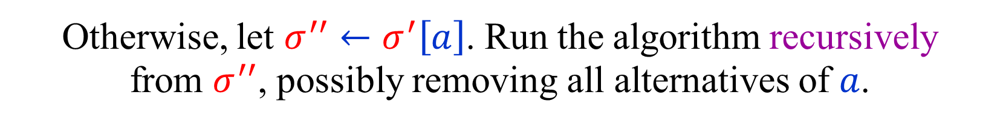 Otherwise, let σ′′ ← σ′[a]. Run the algorithm recursively
from σ′′, possibly removing all alternatives of a.